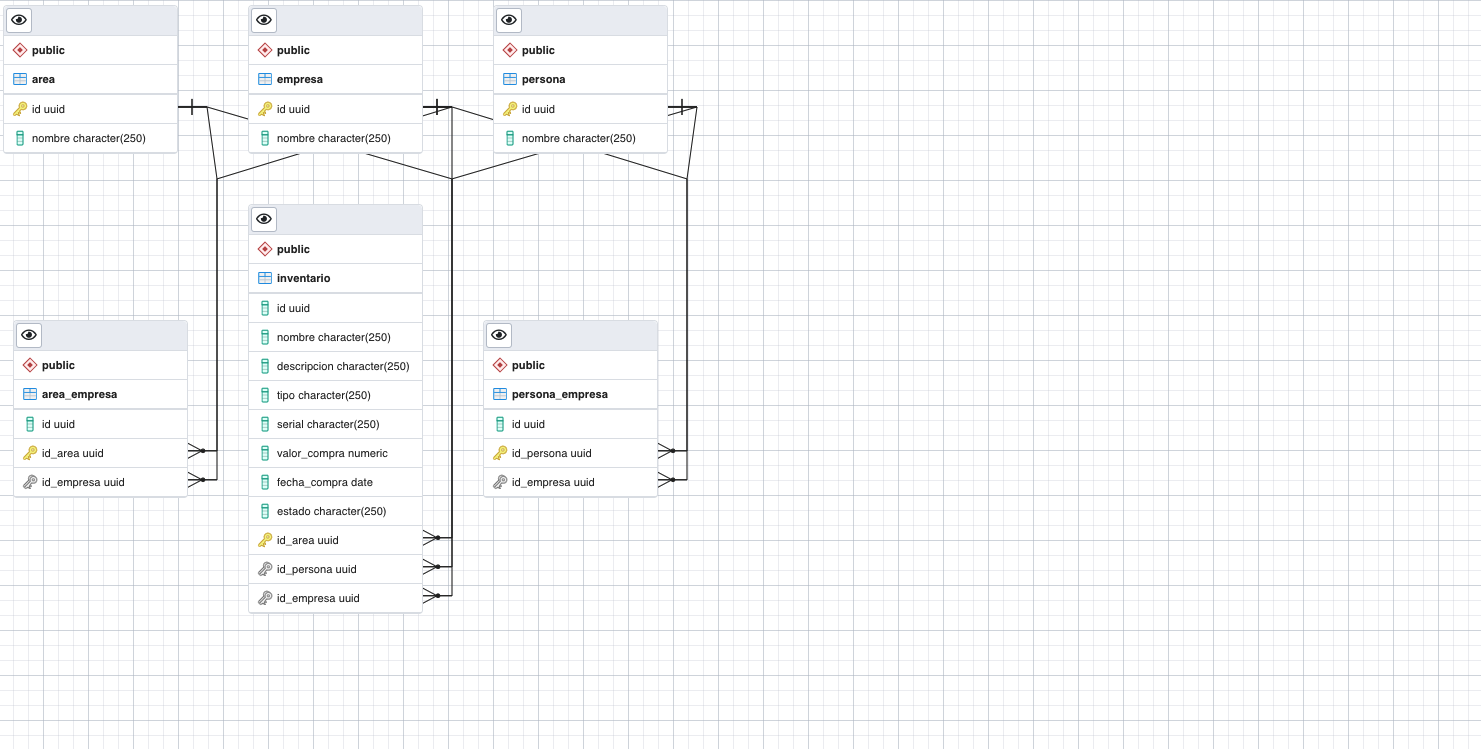 public
area
id uuid
nombre character(250)
public
empresa
id uuid
nombre character(250)
public
persona
id uuid
nombre character(250)
public
inventario
id uuid
nombre character(250)
descripcion character(250)
tipo character(250)
serial character(250)
valor_compra numeric
fecha_compra date
estado character(250)
id_area uuid
id_persona uuid
id_empresa uuid
public
area_empresa
id uuid
id_area uuid
id_empresa uuid
public
persona_empresa
id uuid
id_persona uuid
id_empresa uuid